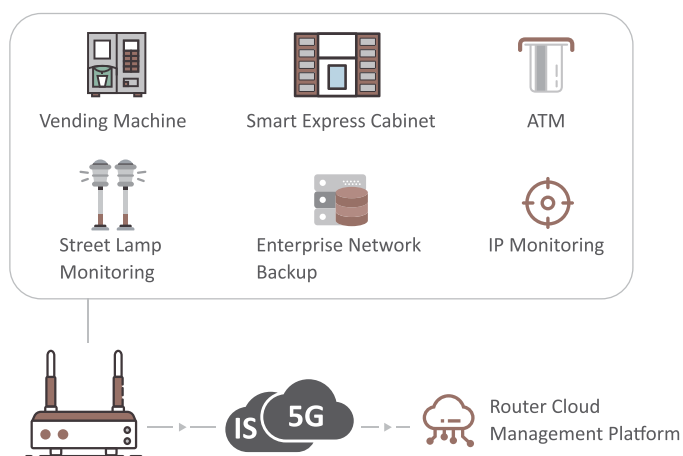 Vending Machine
Smart Express Cabinet
ATM
Street Lamp
Monitoring
Enterprise Network
Backup
IP Monitoring
IS
5G
Router Cloud
Management Platform